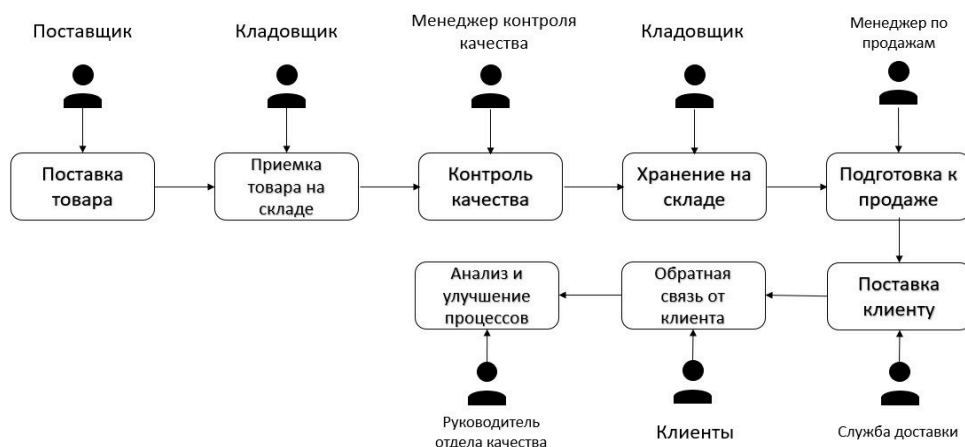 Поставщик
Кладовщик
Менеджер контроля
качества
Кладовщик
Менеджер по
продажам
Поставка
товара
Приемка
товара на
складе
Контроль
качества
Хранение на
складе
Подготовка к
продаже
Анализ и
улучшение
процессов
Обратная
связь от
клиента
Поставка
клиенту
Руководитель
отдела качества
Клиенты
Служба доставки